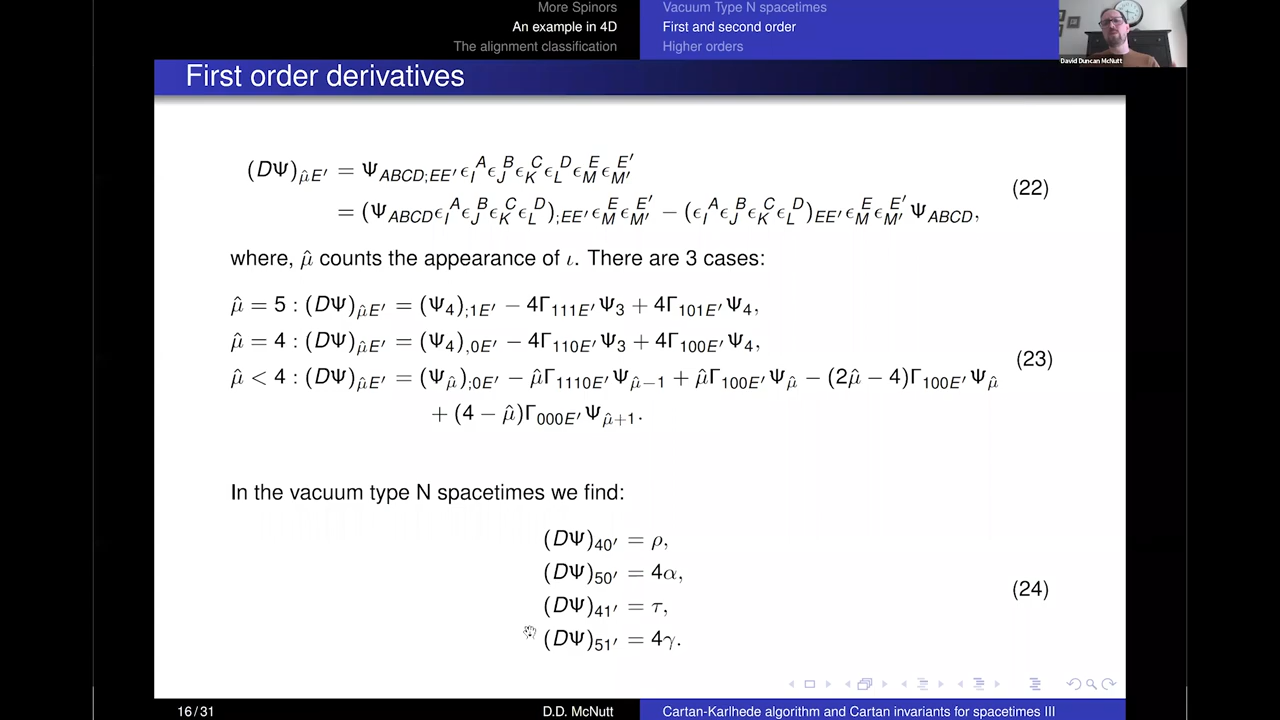 More Spinors
An example in 4D
The alignment classification
Vacuum Type N spacetimes
First and second order
Higher orders
David Duncan McNutt
First order derivatives
(DΨ)_{μ̂E′} = Ψ_{ABCD;EE′} ϵ_I^A ϵ_J^B ϵ_K^C ϵ_L^D ϵ_M^E ϵ_{M′}^{E′}
= (Ψ_{ABCD} ϵ_I^A ϵ_J^B ϵ_K^C ϵ_L^D)_{;EE′} ϵ_M^E ϵ_{M′}^{E′} − (ϵ_I^A ϵ_J^B ϵ_K^C ϵ_L^D)_{EE′} ϵ_M^E ϵ_{M′}^{E′} Ψ_{ABCD},
(22)
where, μ̂ counts the appearance of ι. There are 3 cases:
μ̂ = 5 : (DΨ)_{μ̂E′} = (Ψ_4)_{;1E′} − 4Γ_{111E′}Ψ_3 + 4Γ_{101E′}Ψ_4,
μ̂ = 4 : (DΨ)_{μ̂E′} = (Ψ_4)_{,0E′} − 4Γ_{110E′}Ψ_3 + 4Γ_{100E′}Ψ_4,
μ̂ < 4 : (DΨ)_{μ̂E′} = (Ψ_{μ̂})_{;0E′} − μ̂Γ_{1110E′}Ψ_{μ̂−1} + μ̂Γ_{100E′}Ψ_{μ̂} − (2μ̂ − 4)Γ_{100E′}Ψ_{μ̂}
+ (4 − μ̂)Γ_{000E′}Ψ_{μ̂+1}.
(23)
In the vacuum type N spacetimes we find:
(DΨ)_{40′} = ρ,
(DΨ)_{50′} = 4α,
(DΨ)_{41′} = τ,
(DΨ)_{51′} = 4γ.
(24)
16/31
D.D. McNutt
Cartan-Karlhede algorithm and Cartan invariants for spacetimes III